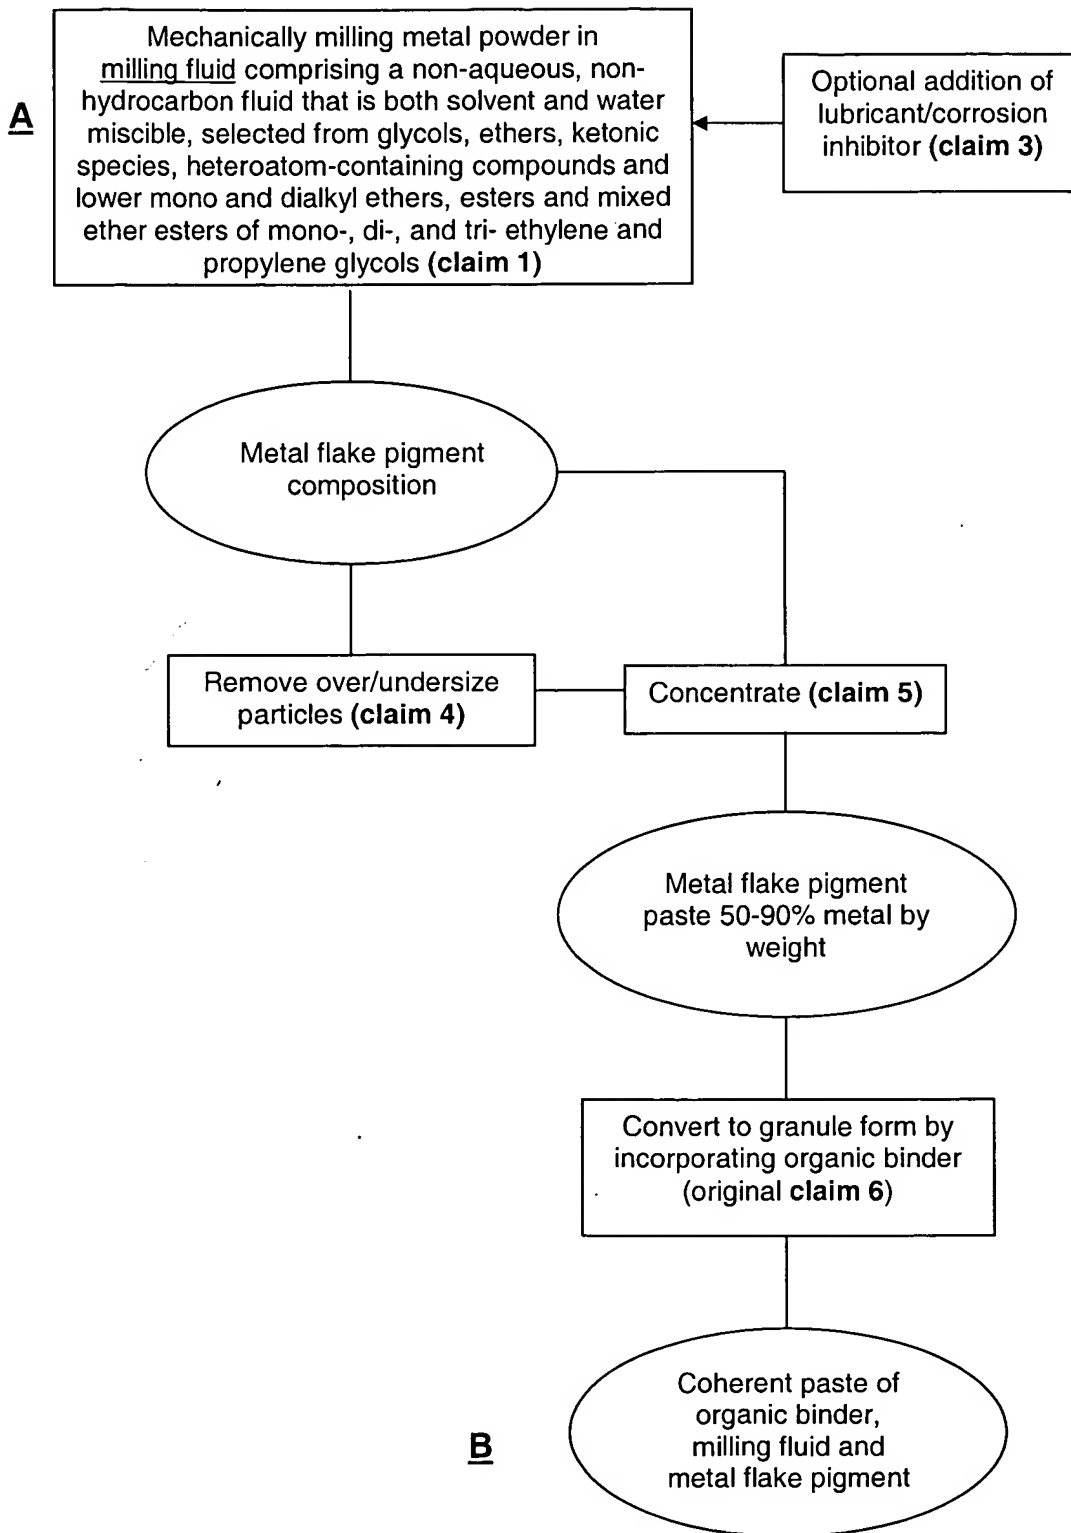 Mechanically milling metal powder in
milling fluid comprising a non-aqueous, non-
hydrocarbon fluid that is both solvent and water
miscible, selected from glycols, ethers, ketonic
species, heteroatom-containing compounds and
lower mono and dialkyl ethers, esters and mixed
ether esters of mono-, di-, and tri- ethylene and
propylene glycols (claim 1)
A
Optional addition of
lubricant/corrosion
inhibitor (claim 3)
Metal flake pigment
composition
Remove over/undersize
particles (claim 4)
Concentrate (claim 5)
Metal flake pigment
paste 50-90% metal by
weight
Convert to granule form by
incorporating organic binder
(original claim 6)
Coherent paste of
organic binder,
milling fluid and
metal flake pigment
B